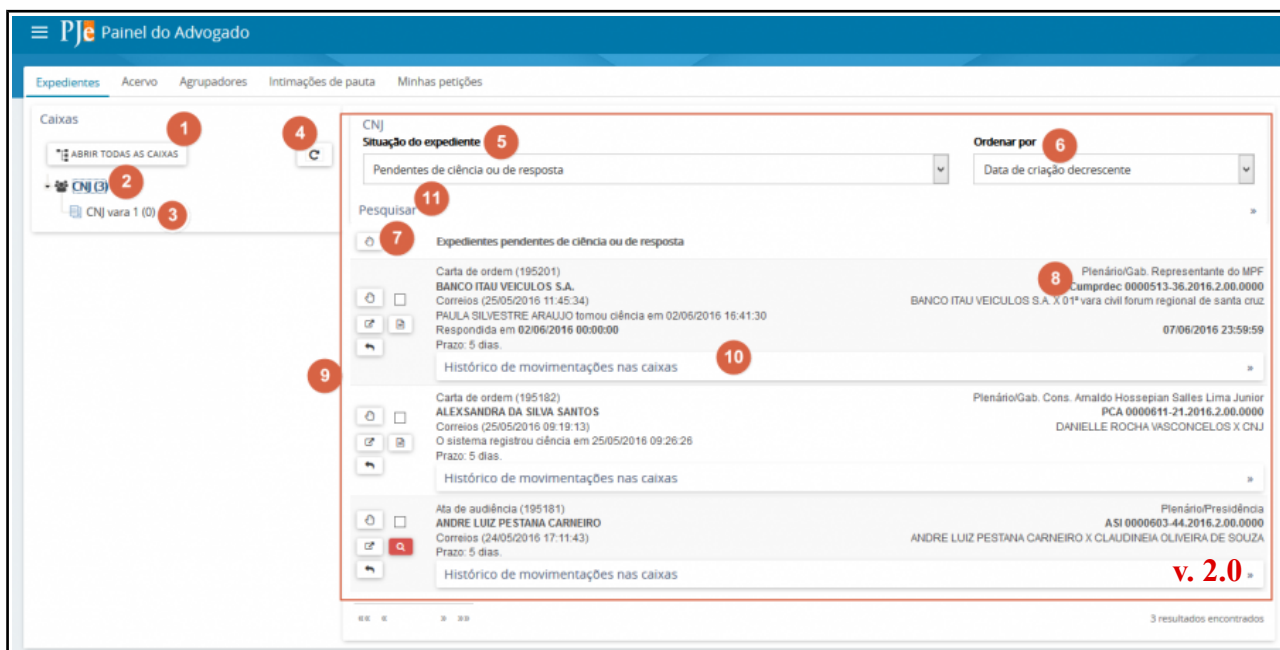 PJe Painel do Advogado
Expedientes Acervo Agrupadores Intimações de pauta Minhas petições
Caixas
1
4
ABRIR TODAS AS CAIXAS
CNJ (3) 2
CNJ vara 1 (0) 3
CNJ
Situação do expediente 5
Ordenar por 6
Pendentes de ciência ou de resposta
Data de criação decrescente
Pesquisar 11 »
7 Expedientes pendentes de ciência ou de resposta
9
Carta de ordem (195201)
BANCO ITAU VEICULOS S.A.
Correios (25/05/2016 11:45:34)
PAULA SILVESTRE ARAUJO tomou ciência em 02/06/2016 16:41:30
Respondida em 02/06/2016 00:00:00
Prazo: 5 dias.
8 Plenário/Gab. Representante do MPF
Cumprdec 0000513-36.2016.2.00.0000
BANCO ITAU VEICULOS S.A. X 01ª vara civil forum regional de santa cruz
07/06/2016 23:59:59
Histórico de movimentações nas caixas 10 »
Carta de ordem (195182)
ALEXSANDRA DA SILVA SANTOS
Correios (25/05/2016 09:19:13)
O sistema registrou ciência em 25/05/2016 09:26:26
Prazo: 5 dias.
Plenário/Gab. Cons. Arnaldo Hossepian Salles Lima Junior
PCA 0000611-21.2016.2.00.0000
DANIELLE ROCHA VASCONCELOS X CNJ
Histórico de movimentações nas caixas »
Ata de audiência (195181)
ANDRE LUIZ PESTANA CARNEIRO
Correios (24/05/2016 17:11:43)
Prazo: 5 dias.
Plenário/Presidência
ASI 0000603-44.2016.2.00.0000
ANDRE LUIZ PESTANA CARNEIRO X CLAUDINEIA OLIVEIRA DE SOUZA
Histórico de movimentações nas caixas »
v. 2.0
«« « » »»
3 resultados encontrados